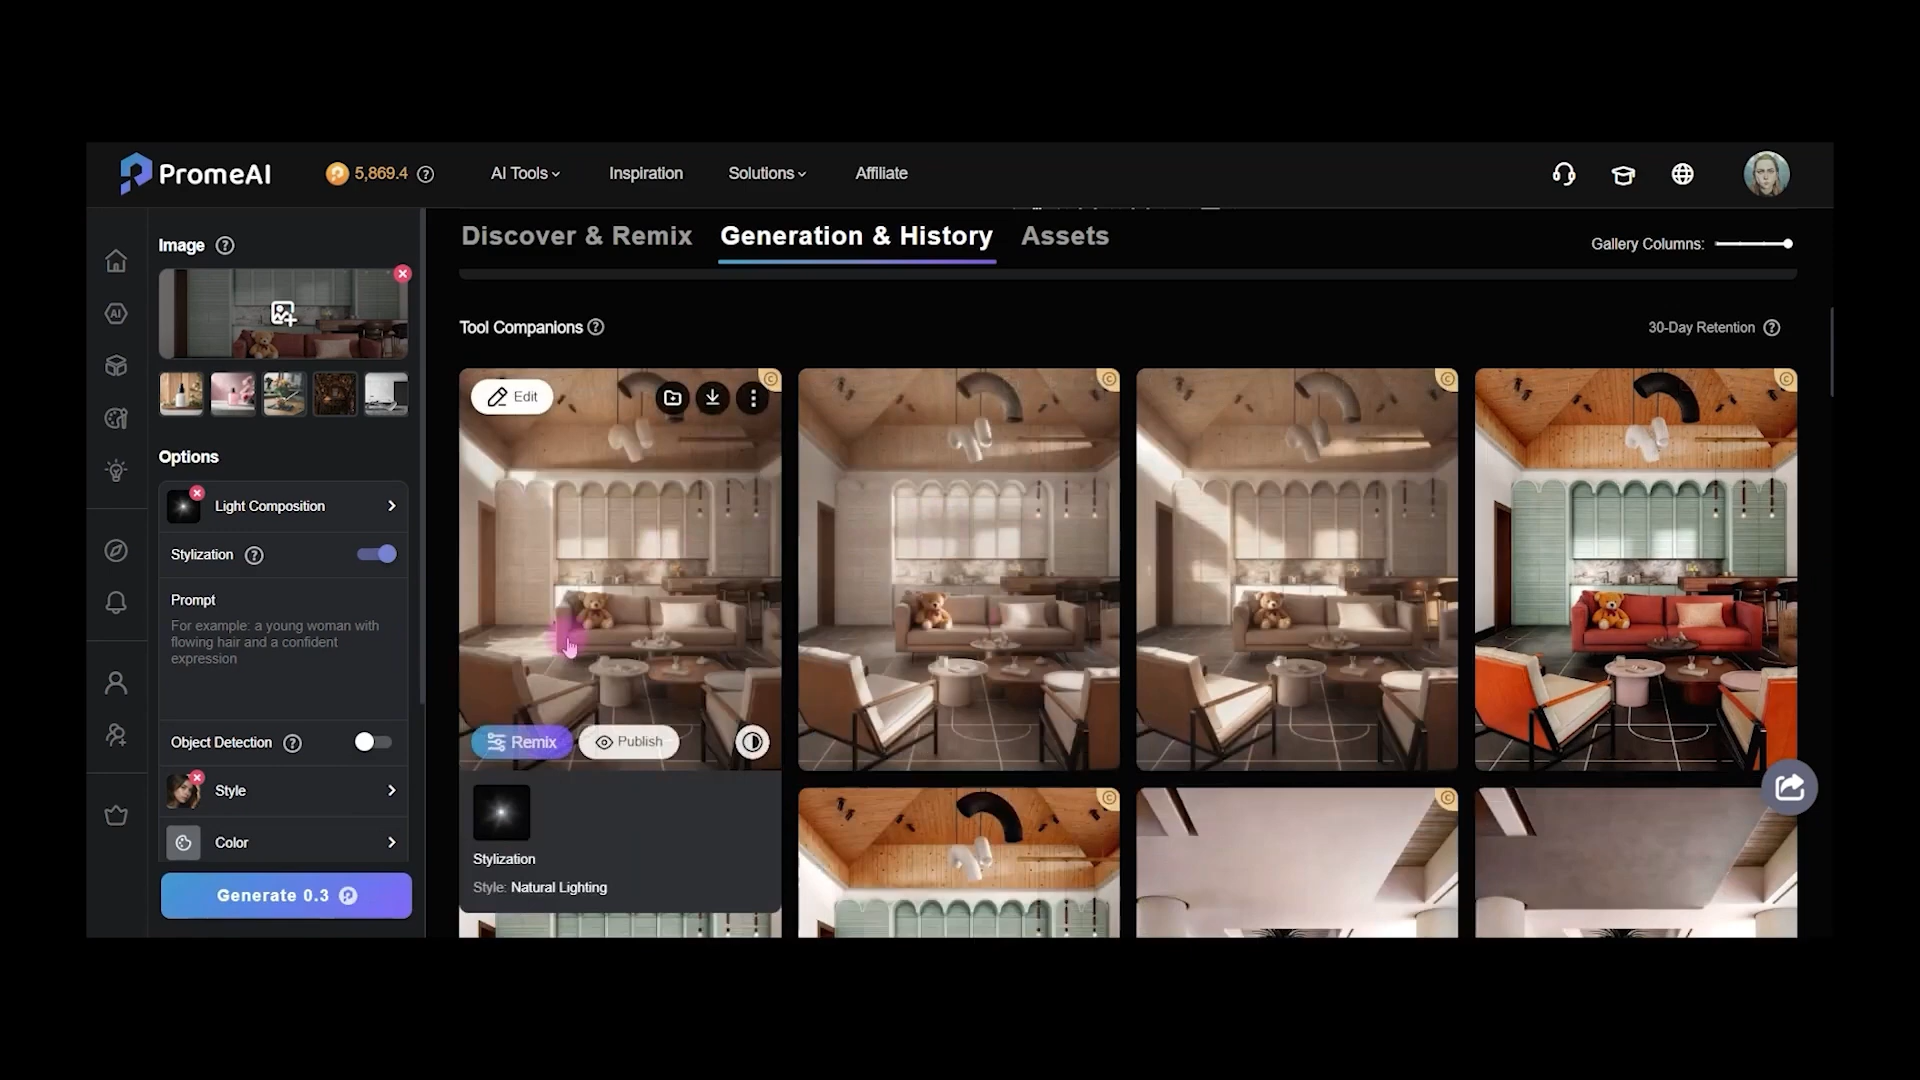 PromeAI
5,869.4
AI Tools
Inspiration
Solutions
Affiliate
Image
Discover & Remix
Generation & History
Assets
Gallery Columns:
Tool Companions
30-Day Retention
Edit
Options
Light Composition
Stylization
Prompt
For example: a young woman with
flowing hair and a confident
expression
Object Detection
Style
Color
Generate 0.3
Remix
Publish
Stylization
Style: Natural Lighting